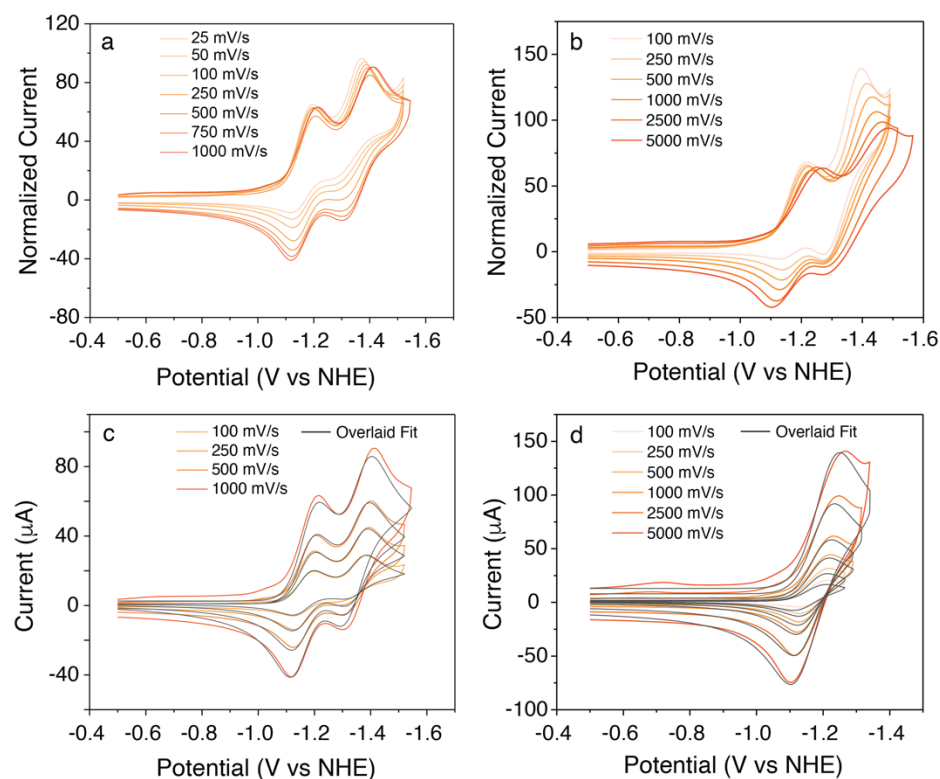 a
25 mV/s
50 mV/s
100 mV/s
250 mV/s
500 mV/s
750 mV/s
1000 mV/s
120
80
40
0
-40
-80
Normalized Current
-0.4 -0.6 -0.8 -1.0 -1.2 -1.4 -1.6
Potential (V vs NHE)
b
100 mV/s
250 mV/s
500 mV/s
1000 mV/s
2500 mV/s
5000 mV/s
150
100
50
0
-50
Normalized Current
-0.4 -0.6 -0.8 -1.0 -1.2 -1.4 -1.6
Potential (V vs NHE)
c
100 mV/s
250 mV/s
500 mV/s
1000 mV/s
Overlaid Fit
80
40
0
-40
Current (μA)
-0.4 -0.6 -0.8 -1.0 -1.2 -1.4 -1.6
Potential (V vs NHE)
d
100 mV/s
250 mV/s
500 mV/s
1000 mV/s
2500 mV/s
5000 mV/s
Overlaid Fit
150
100
50
0
-50
-100
Current (μA)
-0.4 -0.6 -0.8 -1.0 -1.2 -1.4
Potential (V vs NHE)